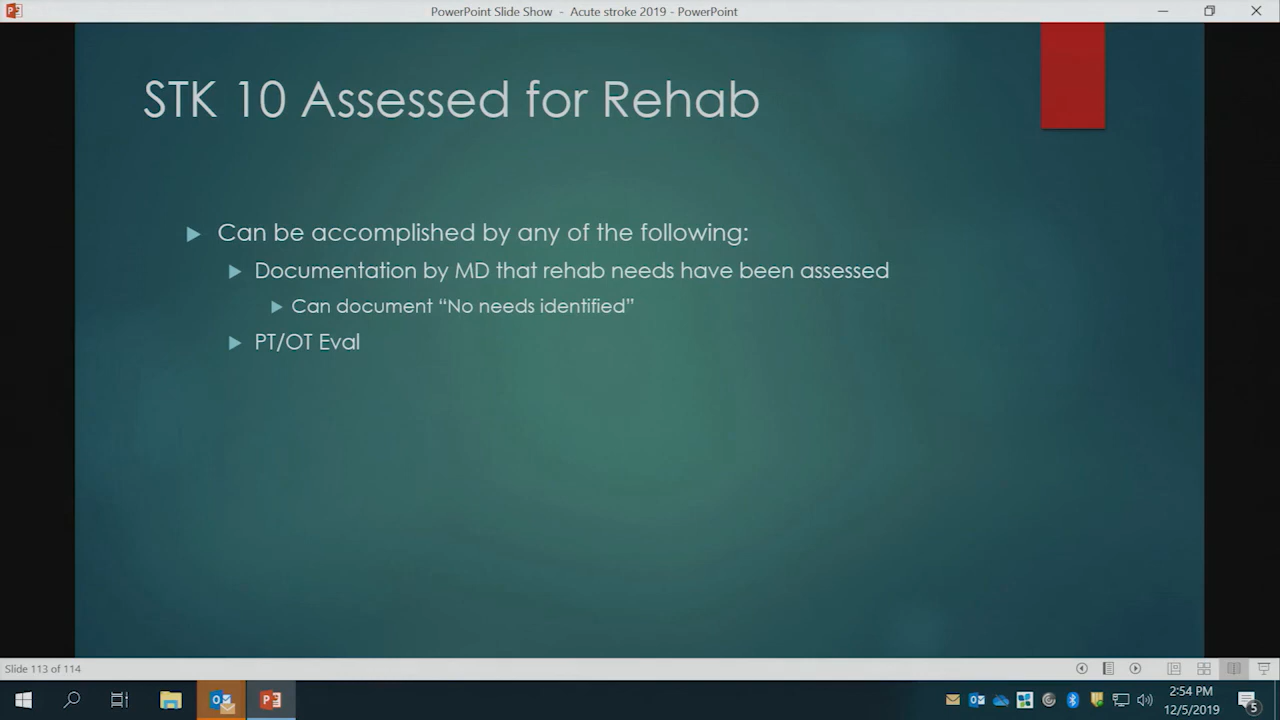 PowerPoint Slide Show - Acute stroke 2019 - PowerPoint
STK 10 Assessed for Rehab
Can be accomplished by any of the following:
Documentation by MD that rehab needs have been assessed
Can document “No needs identified”
PT/OT Eval
Slide 113 of 114
2:54 PM
12/5/2019
5